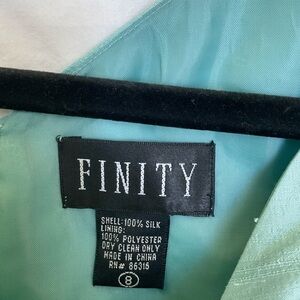 FINITY
SHELL: 100% SILK
LINING:
100% POLYESTER
DRY CLEAN ONLY
MADE IN CHINA
RN# 86315
8